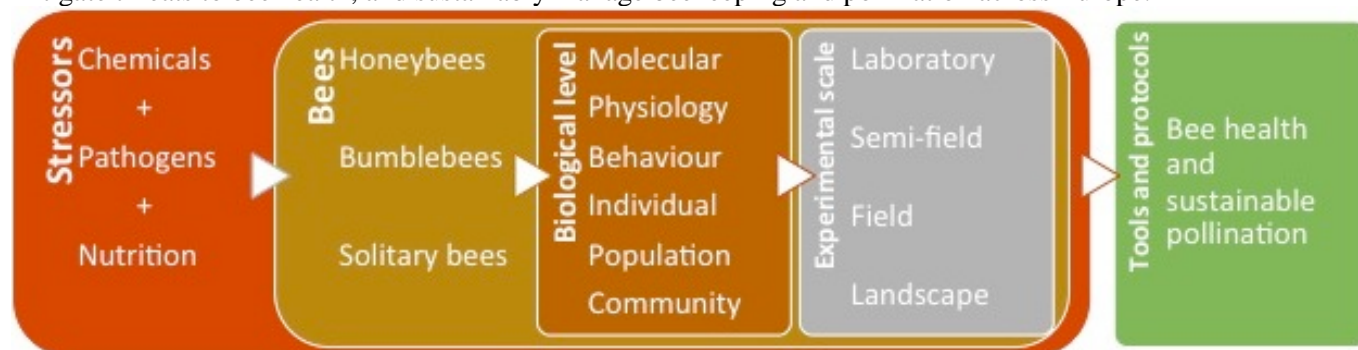 Stressors
Chemicals
+
Pathogens
+
Nutrition
Bees
Honeybees
Bumblebees
Solitary bees
Biological level
Molecular
Physiology
Behaviour
Individual
Population
Community
Experimental scale
Laboratory
Semi-field
Field
Landscape
Tools and protocols
Bee health
and
sustainable
pollination